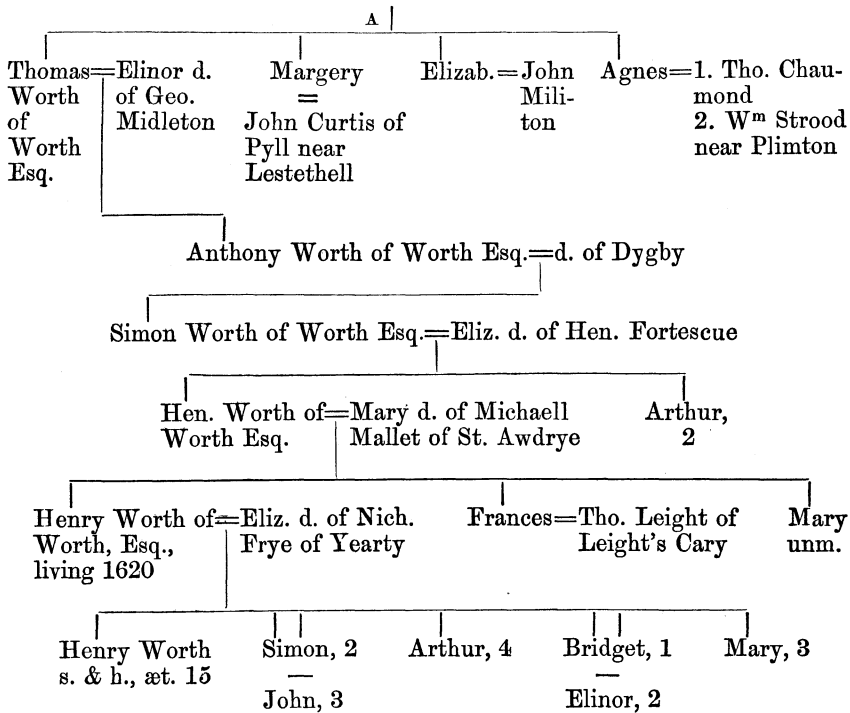 A
Thomas=Elinor d.
Worth of Geo.
of Midleton
Worth
Esq.
Margery
=
John Curtis of
Pyll near
Lestethell
Elizab.=John
Mili-
ton
Agnes=1. Tho. Chau-
mond
2. Wᵐ Strood
near Plimton
Anthony Worth of Worth Esq.=d. of Dygby
Simon Worth of Worth Esq.=Eliz. d. of Hen. Fortescue
Hen. Worth of=Mary d. of Michaell
Worth Esq. Mallet of St. Awdrye
Arthur,
2
Henry Worth of=Eliz. d. of Nich.
Worth, Esq., Frye of Yearty
living 1620
Frances=Tho. Leight of
Leight's Cary
Mary
unm.
Henry Worth
s. & h., æt. 15
Simon, 2
—
John, 3
Arthur, 4
Bridget, 1
—
Elinor, 2
Mary, 3